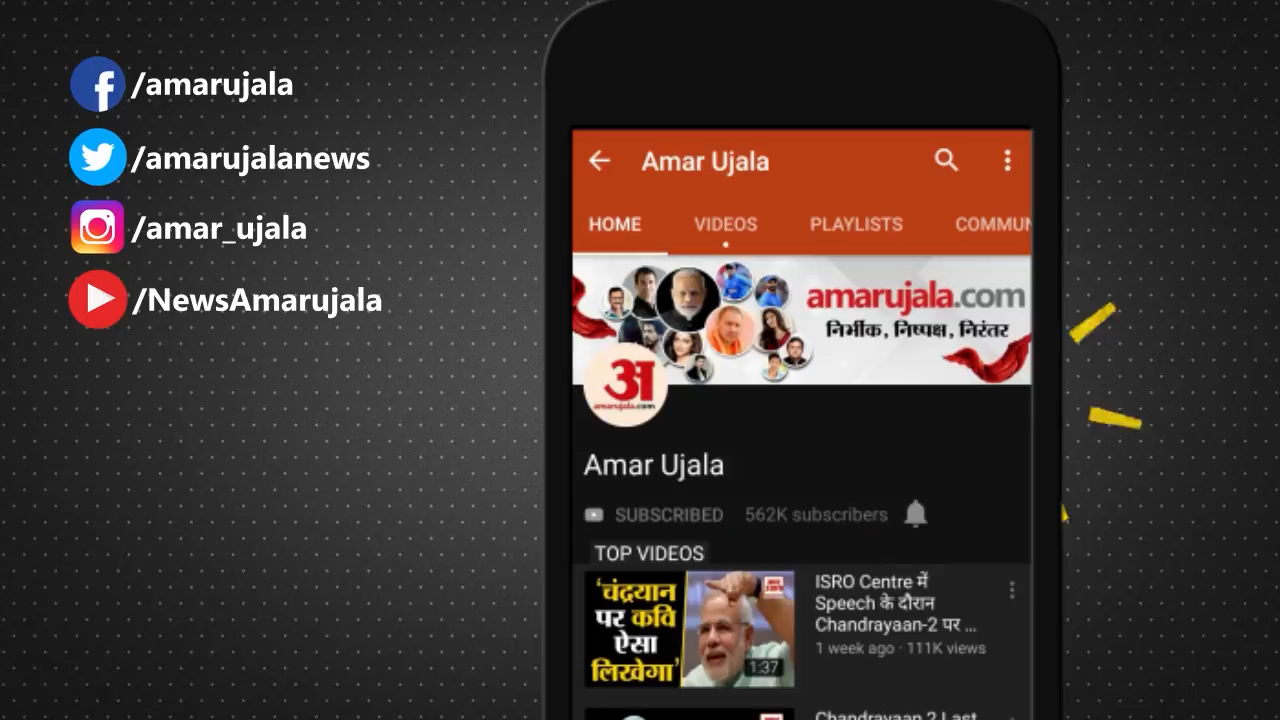 /amarujala
/amarujalanews
/amar_ujala
/NewsAmarujala
Amar Ujala
HOME VIDEOS PLAYLISTS COMMUN
amarujala.com
निर्भीक, निष्पक्ष, निरंतर
अ
amarujala.com
Amar Ujala
SUBSCRIBED 562K subscribers
TOP VIDEOS
'चंद्रयान
पर कवि
ऐसा
लिखेगा'
1:37
ISRO Centre में
Speech के दौरान
Chandrayaan-2 पर ...
1 week ago · 111K views
Chandrayaan 2 Last